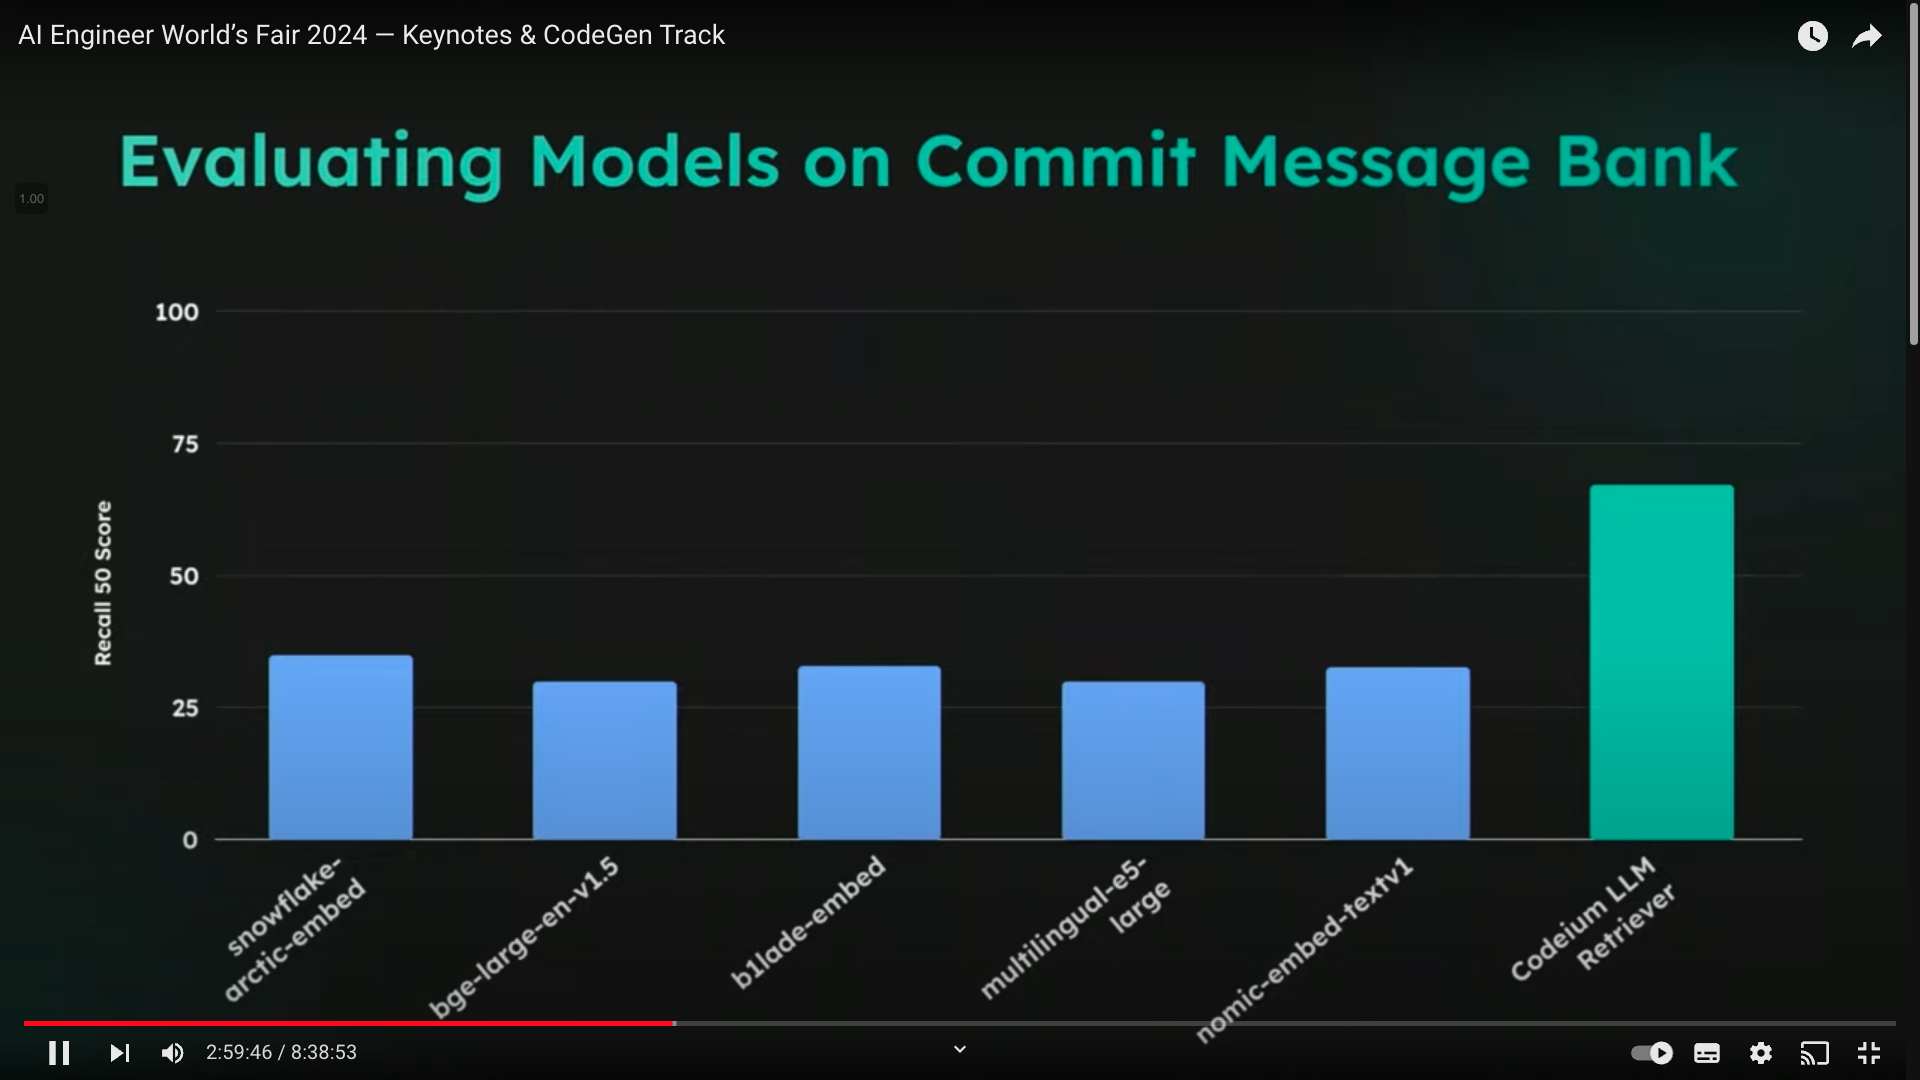 AI Engineer World’s Fair 2024 — Keynotes & CodeGen Track
Evaluating Models on Commit Message Bank
1.00
100
75
50
25
0
Recall 50 Score
snowflake-
arctic-embed
bge-large-en-v1.5
b1lade-embed
multilingual-e5-
large
nomic-embed-textv1
Codeium LLM
Retriever
2:59:46 / 8:38:53